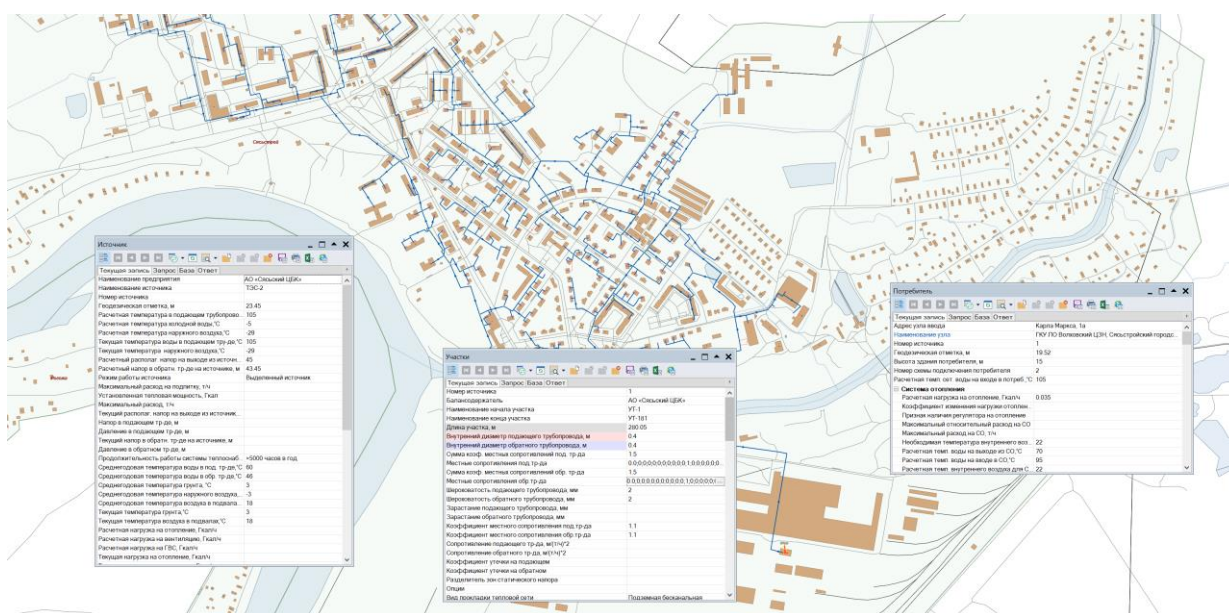 Сясьстрой
Источник
Текущая запись Запрос База Ответ
Наименование предприятия АО «Сясьский ЦБК»
Наименование источника ТЭС-2
Номер источника
Геодезическая отметка, м 23.45
Расчетная температура в подающем трубопрово... 105
Расчетная температура холодной воды,°C -5
Расчетная температура наружного воздуха,°C -29
Текущая температура воды в подающем тру-де,°C 105
Текущая температура наружного воздуха,°C -29
Расчетный располаг. напор на выходе из источн... 45
Расчетный напор в обратн. тр-де на источнике, м 43.45
Режим работы источника Выделенный источник
Максимальный расход на подпитку, т/ч
Установленная тепловая мощность, Гкал
Максимальный расход, т/ч
Текущий располаг. напор на выходе из источник...
Напор в подающем тр-де, м
Давление в подающем тр-де, м
Текущий напор в обратн. тр-де на источнике, м
Давление в обратном тр-де, м
Продолжительность работы системы теплоснаб... >5000 часов в год
Среднегодовая температура воды в под. тр-де,°C 60
Среднегодовая температура воды в обр. тр-де,°C 46
Среднегодовая температура грунта, °C 3
Среднегодовая температура наружного воздуха,... -3
Среднегодовая температура воздуха в подвала... 18
Текущая температура грунта,°C 3
Текущая температура воздуха в подвалах,°C 18
Расчетная нагрузка на отопление, Гкал/ч
Расчетная нагрузка на вентиляцию, Гкал/ч
Расчетная нагрузка на ГВС, Гкал/ч
Текущая нагрузка на отопление, Гкал/ч
Участки
Текущая запись Запрос База Ответ
Номер источника 1
Балансодержатель АО «Сясьский ЦБК»
Наименование начала участка УТ-1
Наименование конца участка УТ-161
Длина участка, м 280.05
Внутренний диаметр подающего трубопровода, м 0.4
Внутренний диаметр обратного трубопровода, м 0.4
Сумма коэф. местных сопротивлений под. тр-да 1.5
Местные сопротивления под.тр-да
Сумма коэф. местных сопротивлений обр. тр-да 1.5
Местные сопротивления обр.тр-да
Шероховатость подающего трубопровода, мм 2
Шероховатость обратного трубопровода, мм 2
Зарастание подающего трубопровода, мм
Зарастание обратного трубопровода, мм
Коэффициент местного сопротивления под.тр-да 1.1
Коэффициент местного сопротивления обр.тр-да 1.1
Сопротивление подающего тр-да, м/(т/ч)^2
Сопротивление обратного тр-да, м/(т/ч)^2
Коэффициент утечки на подающем
Коэффициент утечки на обратном
Разделитель зон статического напора
Опции
Вид прокладки тепловой сети Подземная бесканальная
Потребитель
Текущая запись Запрос База Ответ
Адрес узла ввода Карла Маркса, 1а
Наименование узла ГКУ ЛО Волховский ЦЗН, Сясьстройский городс...
Номер источника 1
Геодезическая отметка, м 19.52
Высота здания потребителя, м 15
Номер схемы подключения потребителя 2
Расчетная темп. сет. воды на входе в потреб.,°C 105
Система отопления
Расчетная нагрузка на отопление, Гкал/ч 0.035
Коэффициент изменения нагрузки отоплен...
Признак наличия регулятора на отопление
Максимальный относительный расход на СО
Максимальный расход на СО, т/ч
Необходимая температура внутреннего воз... 22
Расчетная темп. воды на выходе из СО,°C 70
Расчетная темп. воды на входе в СО,°C 95
Расчетная темп. внутреннего воздуха для С... 22